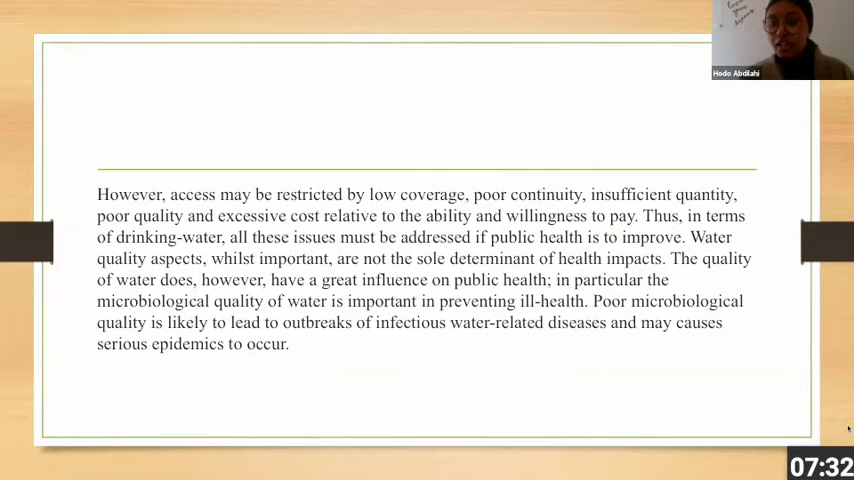 However, access may be restricted by low coverage, poor continuity, insufficient quantity,
poor quality and excessive cost relative to the ability and willingness to pay. Thus, in terms
of drinking-water, all these issues must be addressed if public health is to improve. Water
quality aspects, whilst important, are not the sole determinant of health impacts. The quality
of water does, however, have a great influence on public health; in particular the
microbiological quality of water is important in preventing ill-health. Poor microbiological
quality is likely to lead to outbreaks of infectious water-related diseases and may causes
serious epidemics to occur.
Hodo Abdilahi
07:32